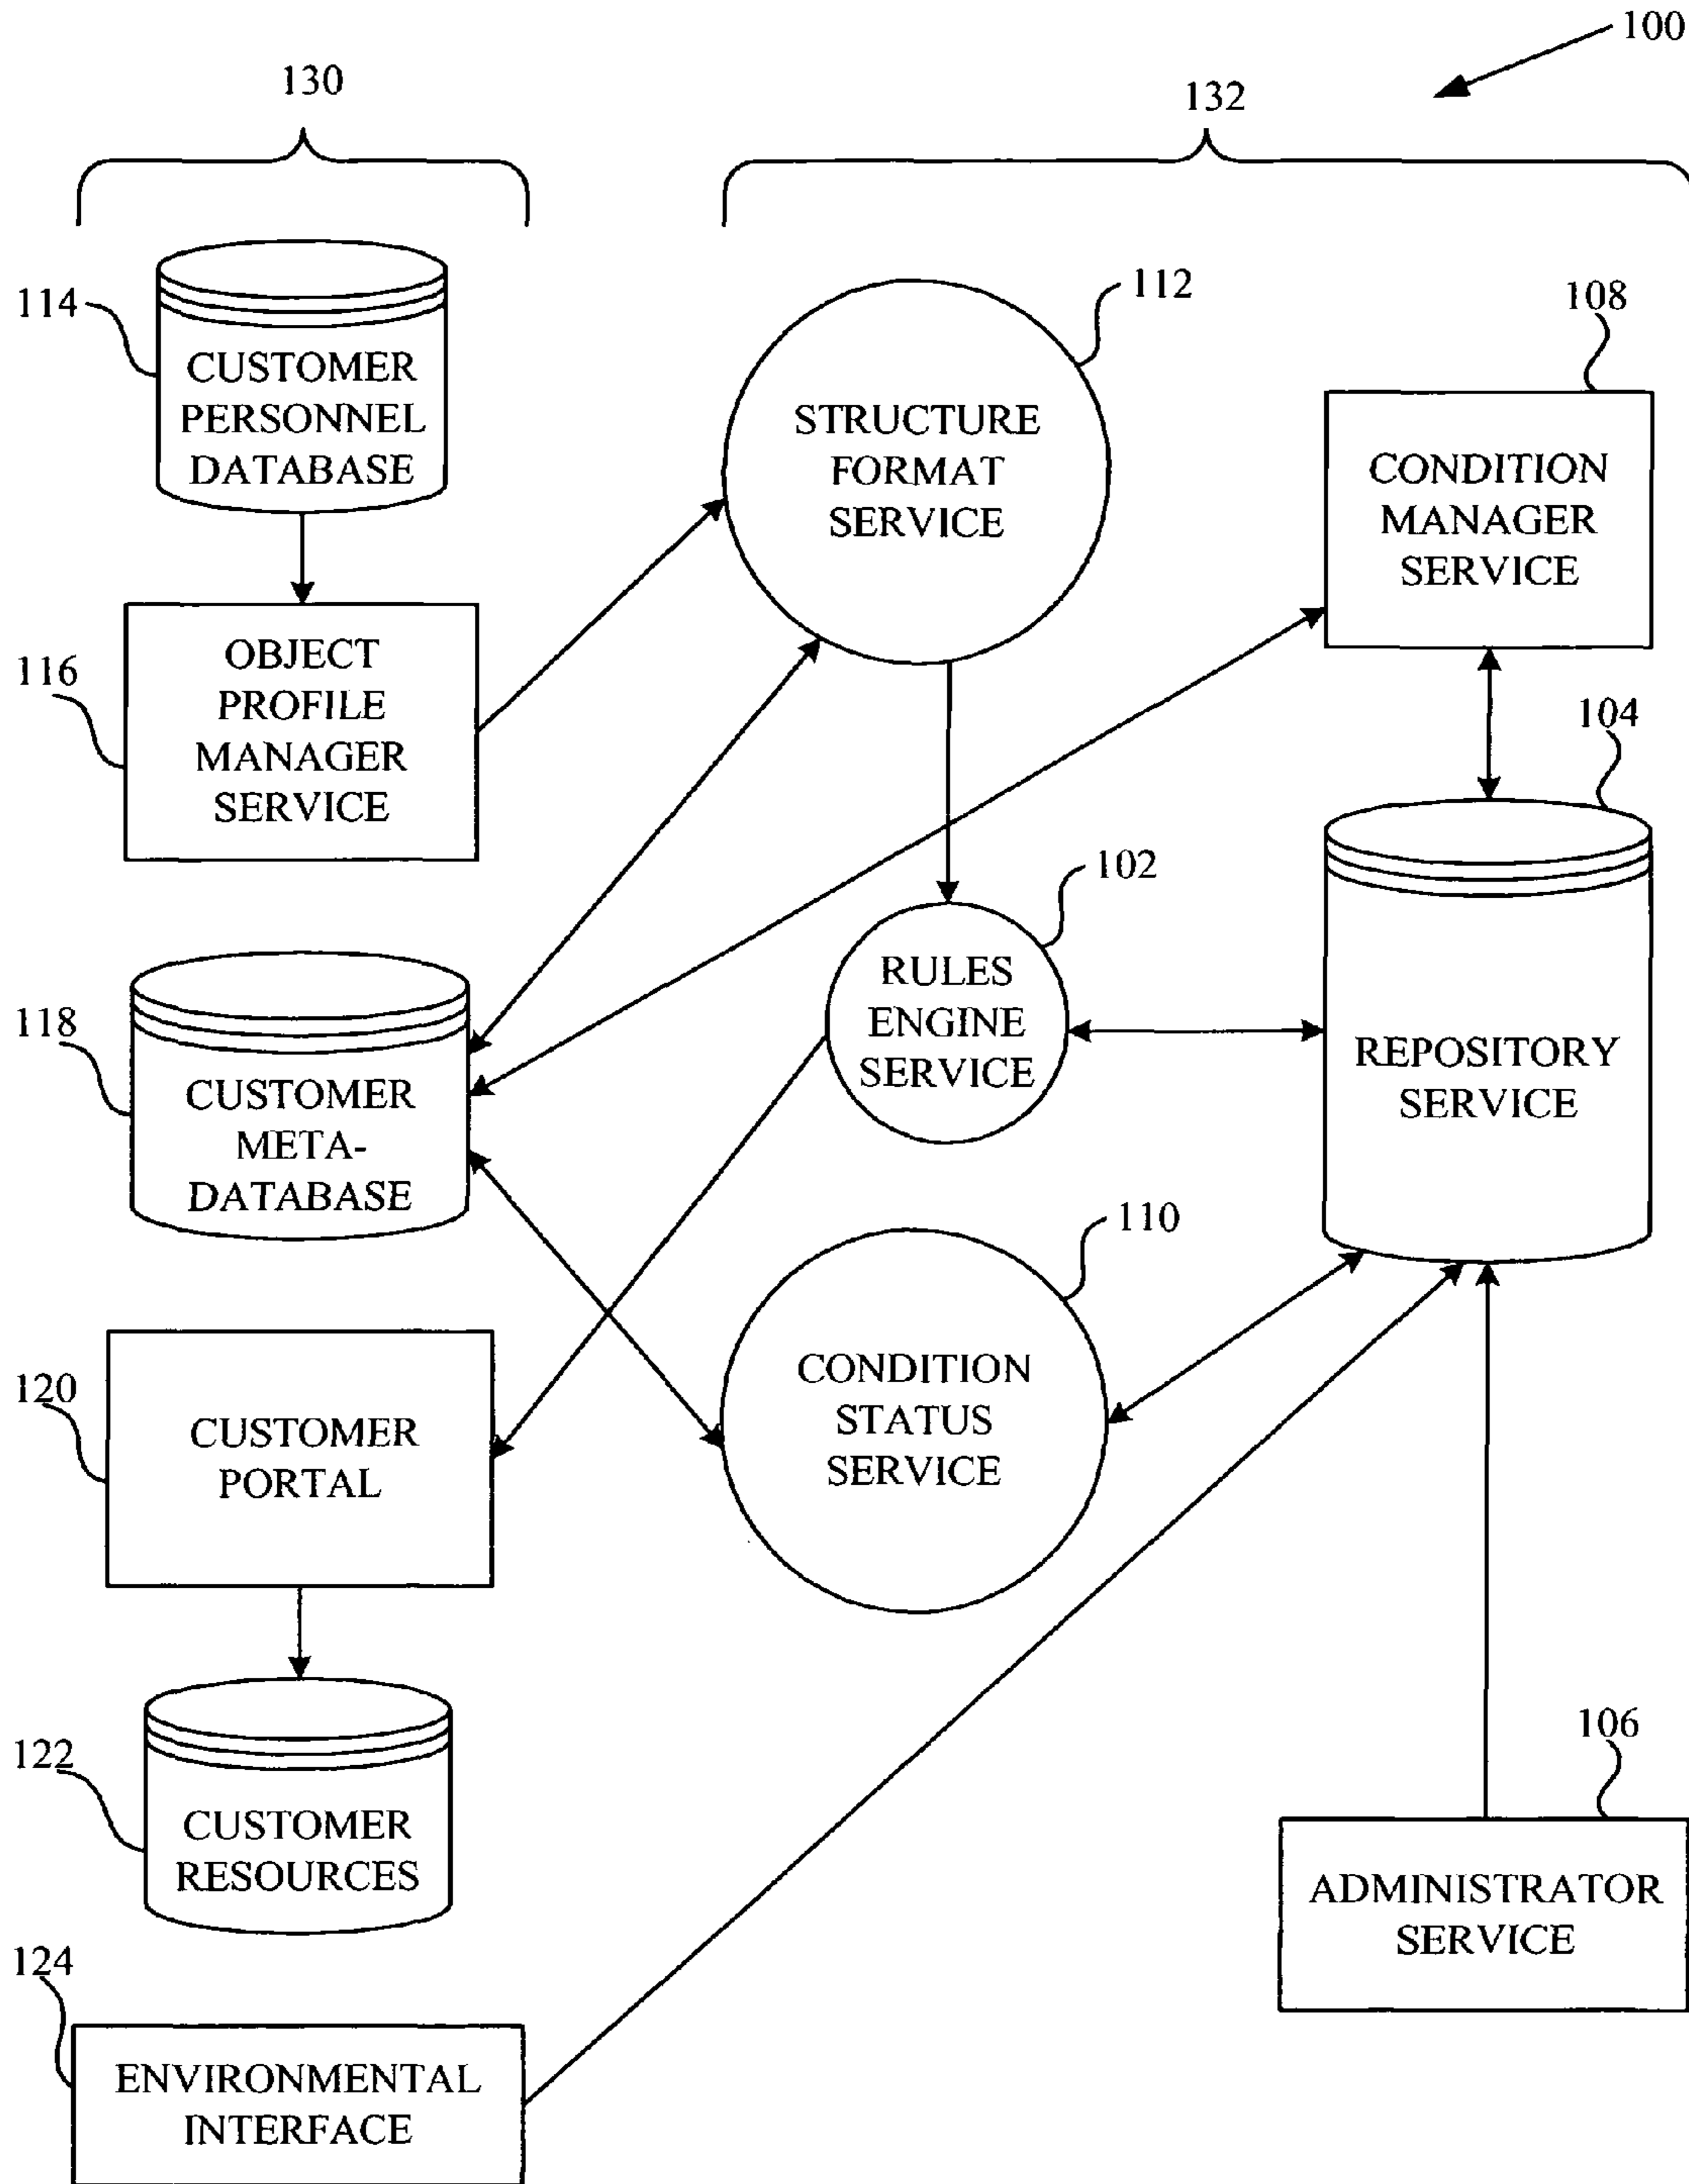 100
130
132
114
CUSTOMER
PERSONNEL
DATABASE
112
STRUCTURE
FORMAT
SERVICE
108
CONDITION
MANAGER
SERVICE
116
OBJECT
PROFILE
MANAGER
SERVICE
104
REPOSITORY
SERVICE
102
RULES
ENGINE
SERVICE
118
CUSTOMER
META-
DATABASE
110
CONDITION
STATUS
SERVICE
120
CUSTOMER
PORTAL
122
CUSTOMER
RESOURCES
106
ADMINISTRATOR
SERVICE
124
ENVIRONMENTAL
INTERFACE